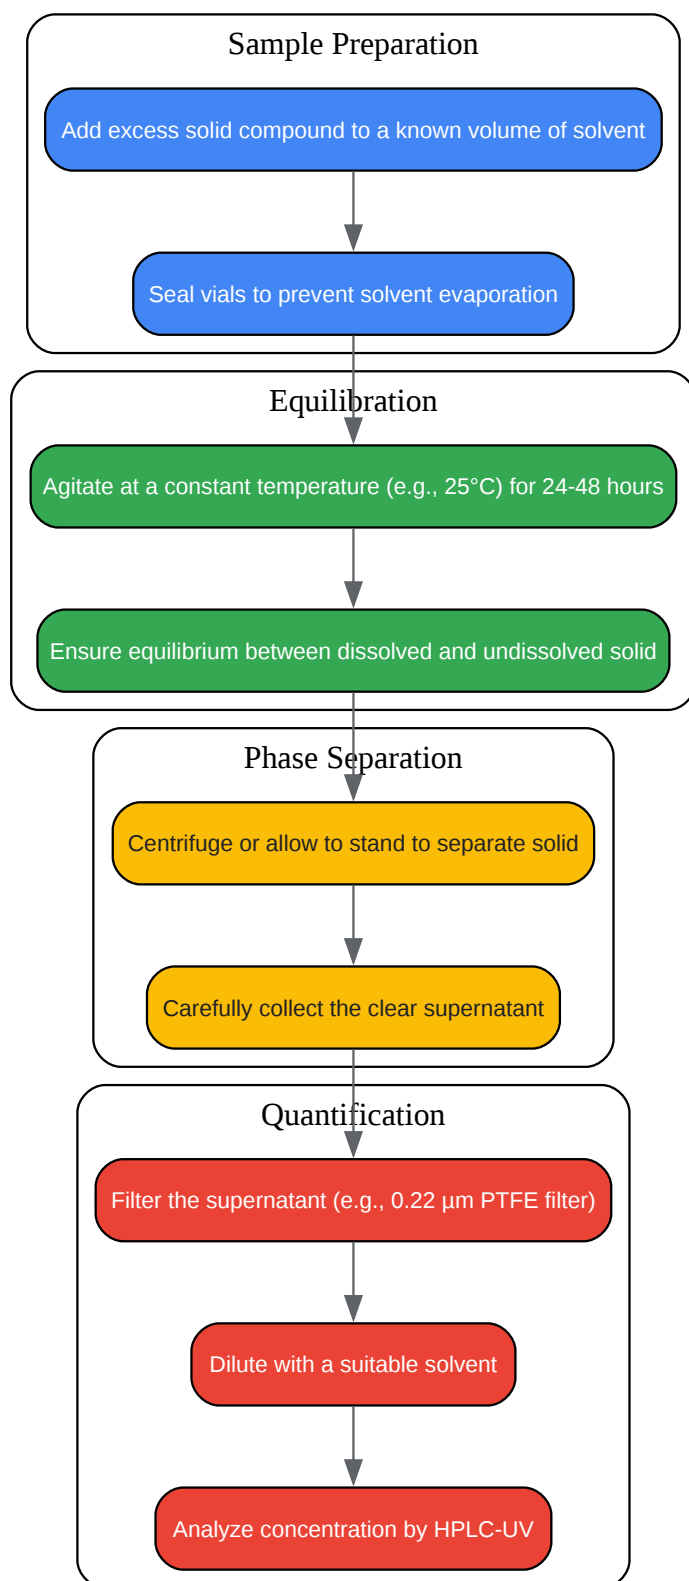 Sample Preparation
Add excess solid compound to a known volume of solvent
Seal vials to prevent solvent evaporation
Equilibration
Agitate at a constant temperature (e.g., 25°C) for 24-48 hours
Ensure equilibrium between dissolved and undissolved solid
Phase Separation
Centrifuge or allow to stand to separate solid
Carefully collect the clear supernatant
Quantification
Filter the supernatant (e.g., 0.22 µm PTFE filter)
Dilute with a suitable solvent
Analyze concentration by HPLC-UV